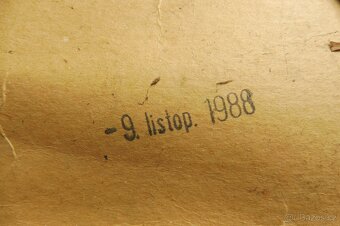 - 9. listop. 1988